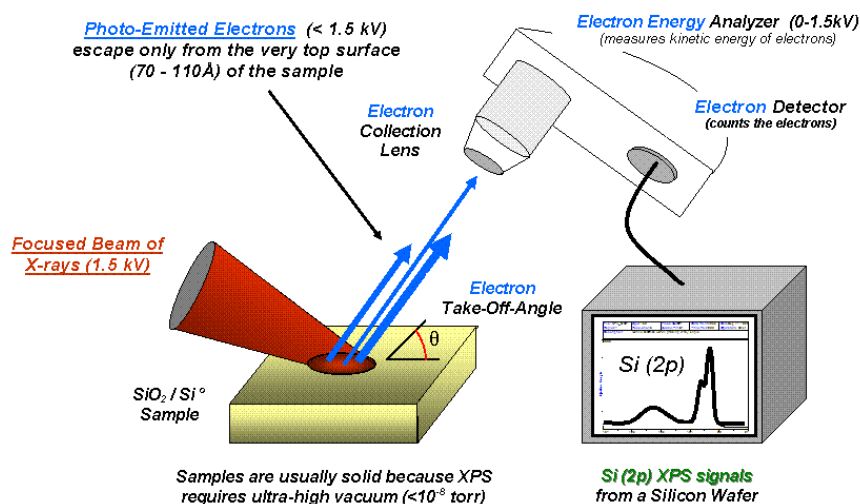 Photo-Emitted Electrons (< 1.5 kV)
escape only from the very top surface
(70 - 110Å) of the sample
Electron Energy Analyzer (0-1.5kV)
(measures kinetic energy of electrons)
Electron
Collection
Lens
Electron Detector
(counts the electrons)
Focused Beam of
X-rays (1.5 kV)
Electron
Take-Off-Angle
θ
Si (2p)
SiO₂ / Si°
Sample
Samples are usually solid because XPS
requires ultra-high vacuum (<10⁻⁸ torr)
Si (2p) XPS signals
from a Silicon Wafer